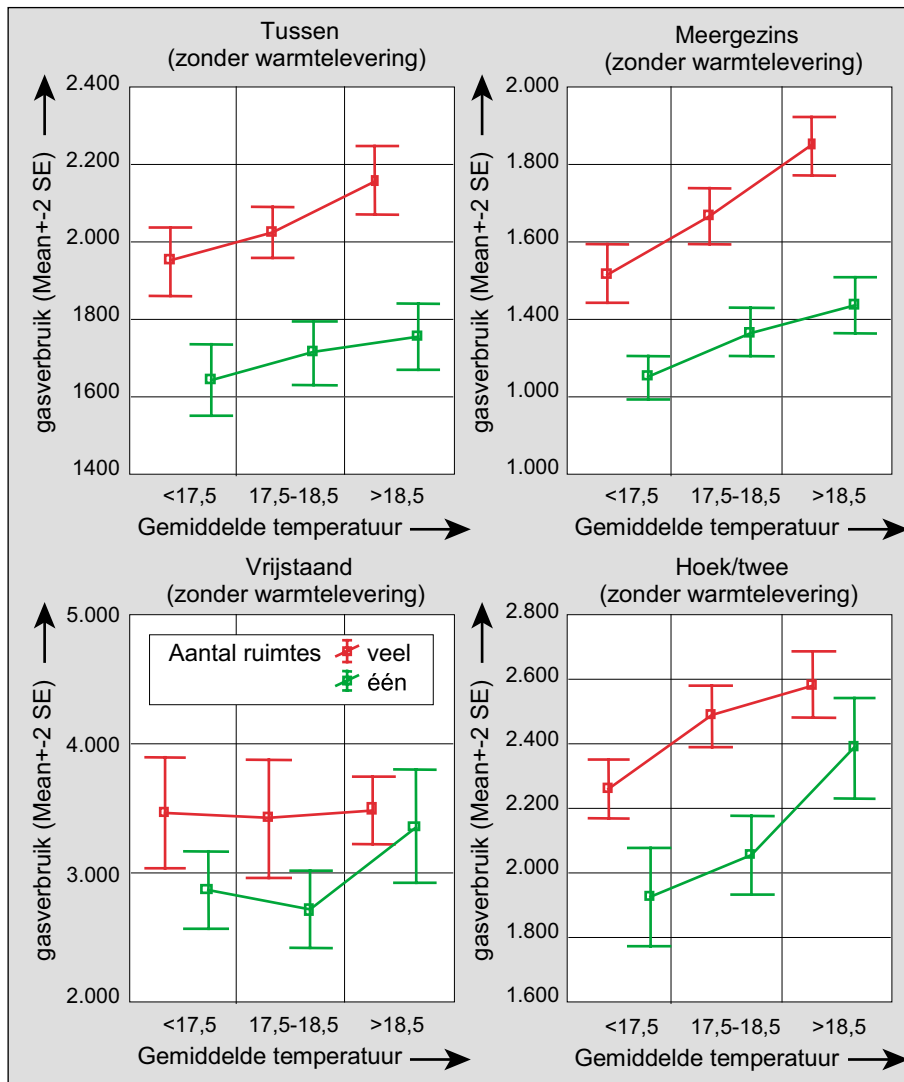 Tussen
(zonder warmtelevering)
gasverbruik (Mean+-2 SE)
2.400
2.200
2.000
1800
1600
1400
<17,5 17,5-18,5 >18,5
Gemiddelde temperatuur
Meergezins
(zonder warmtelevering)
gasverbruik (Mean+-2 SE)
2.000
1.800
1.600
1.400
1.000
1.000
<17,5 17,5-18,5 >18,5
Gemiddelde temperatuur
Vrijstaand
(zonder warmtelevering)
gasverbruik (Mean+-2 SE)
5.000
4.000
3.000
2.000
Aantal ruimtes veel
één
<17,5 17,5-18,5 >18,5
Gemiddelde temperatuur
Hoek/twee
(zonder warmtelevering)
gasverbruik (Mean+-2 SE)
2.800
2.600
2.400
2.200
2.000
1.800
1.600
<17,5 17,5-18,5 >18,5
Gemiddelde temperatuur